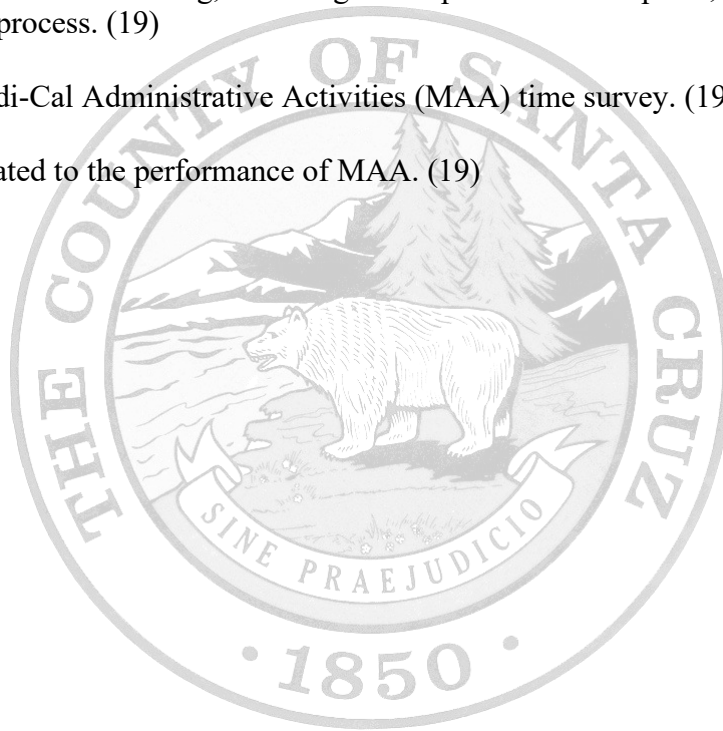 process. (19)
di-Cal Administrative Activities (MAA) time survey. (19
ated to the performance of MAA. (19)
THE COUNTY OF SANTA CRUZ
SINE PRAEJUDICIO
· 1850 ·